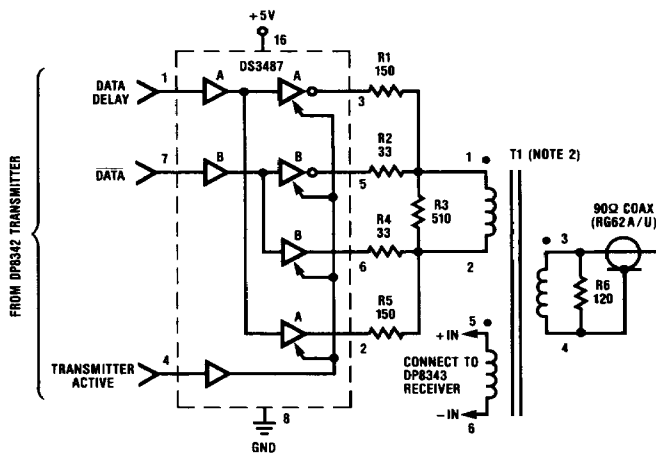 +5V
16
DS3487
FROM DP8342 TRANSMITTER
DATA
DELAY
1
A
A
3
R1
150
DATA
7
B
B
5
R2
33
R3
510
B
6
R4
33
A
2
R5
150
TRANSMITTER
ACTIVE
4
8
GND
1
2
T1 (NOTE 2)
+IN
5
CONNECT TO
DP8343
RECEIVER
-IN
6
3
4
R6
120
90Ω COAX
(RG62A/U)